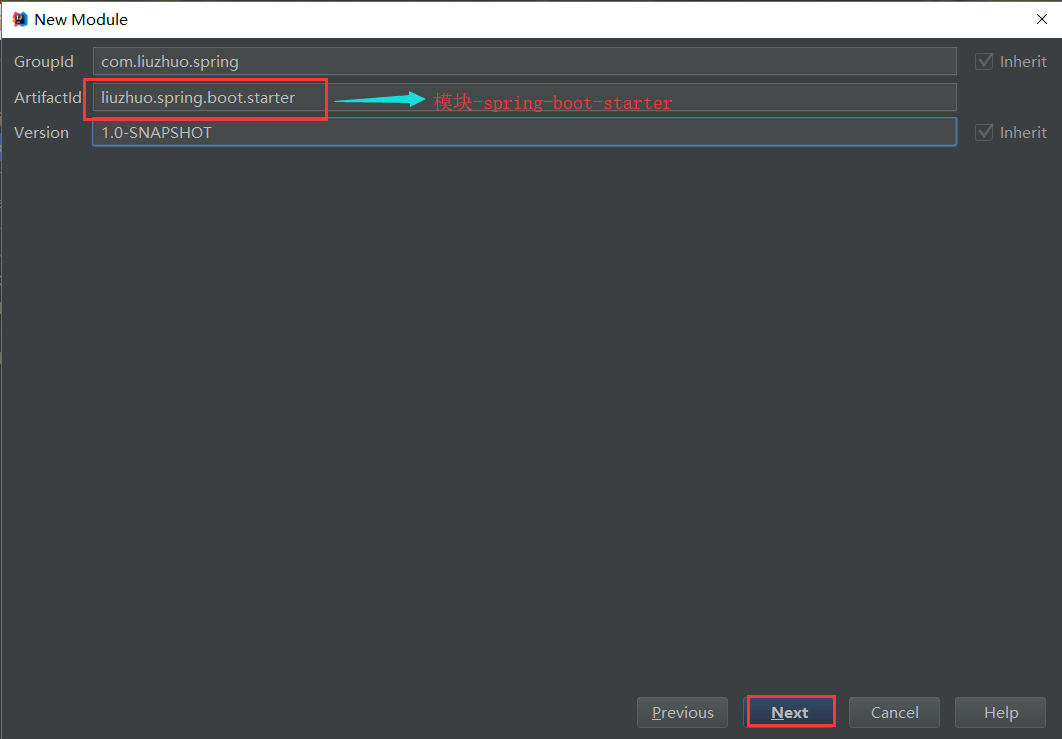 New Module
GroupId com.liuzhuo.spring Inherit
ArtifactId liuzhuo.spring.boot.starter 模块-spring-boot-starter
Version 1.0-SNAPSHOT Inherit
Previous Next Cancel Help